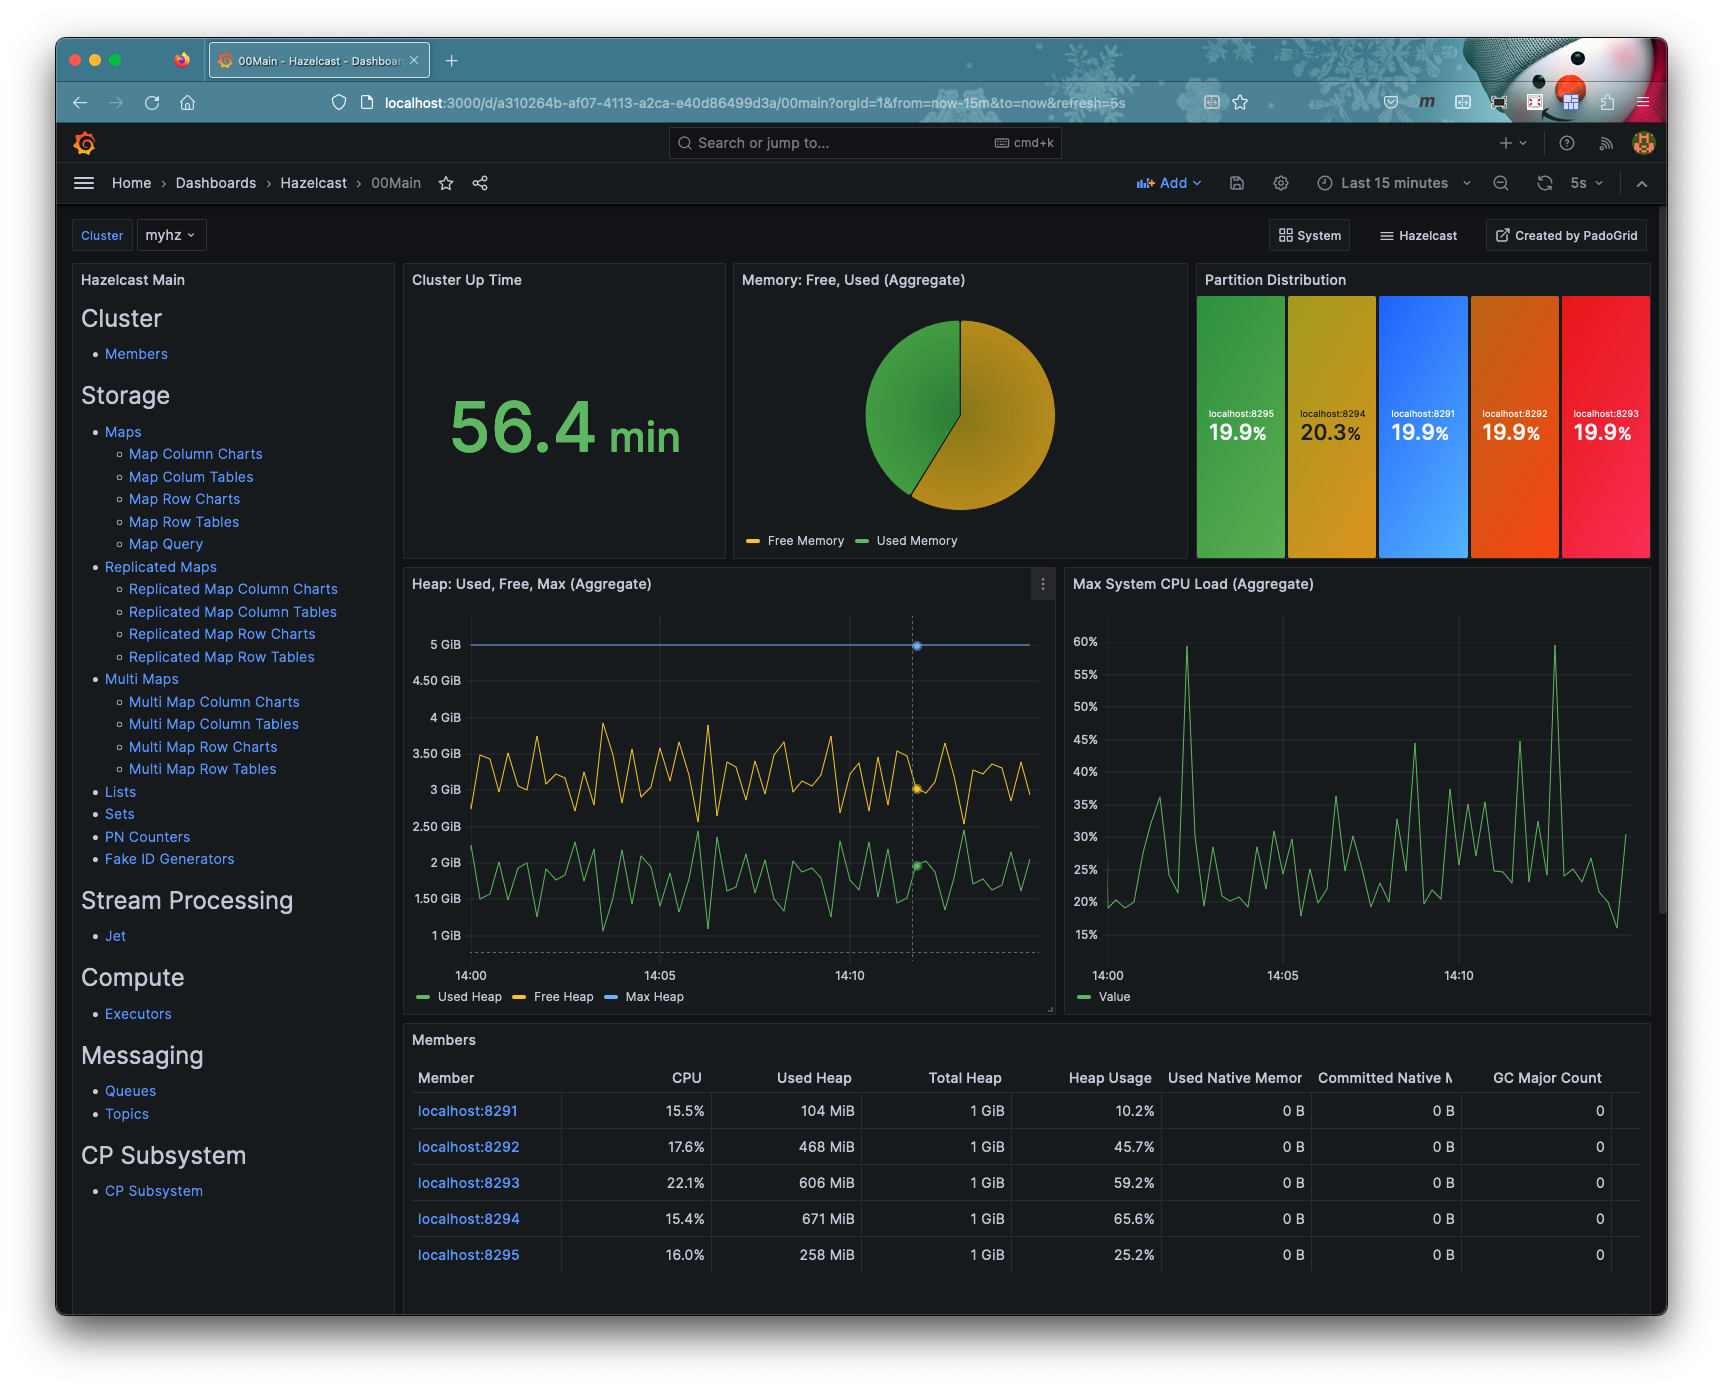 00Main - Hazelcast - Dashboar
localhost:3000/d/a310264b-af07-4113-a2ca-e40d86499d3a/00main?orgId=1&from=now-15m&to=now&refresh=5s
m
Search or jump to...
cmd+k
Home › Dashboards › Hazelcast › 00Main
Add
Last 15 minutes
5s
Cluster
myhz
System
Hazelcast
Created by PadoGrid
Hazelcast Main
Cluster
Members
Storage
Maps
Map Column Charts
Map Colum Tables
Map Row Charts
Map Row Tables
Map Query
Replicated Maps
Replicated Map Column Charts
Replicated Map Column Tables
Replicated Map Row Charts
Replicated Map Row Tables
Multi Maps
Multi Map Column Charts
Multi Map Column Tables
Multi Map Row Charts
Multi Map Row Tables
Lists
Sets
PN Counters
Fake ID Generators
Stream Processing
Jet
Compute
Executors
Messaging
Queues
Topics
CP Subsystem
CP Subsystem
Cluster Up Time
56.4 min
Memory: Free, Used (Aggregate)
Free Memory
Used Memory
Partition Distribution
localhost:8295
19.9%
localhost:8294
20.3%
localhost:8291
19.9%
localhost:8292
19.9%
localhost:8293
19.9%
Heap: Used, Free, Max (Aggregate)
5 GiB
4.50 GiB
4 GiB
3.50 GiB
3 GiB
2.50 GiB
2 GiB
1.50 GiB
1 GiB
14:00
14:05
14:10
Used Heap
Free Heap
Max Heap
Max System CPU Load (Aggregate)
60%
55%
50%
45%
40%
35%
30%
25%
20%
15%
14:00
14:05
14:10
Value
Members
Member CPU Used Heap Total Heap Heap Usage Used Native Memor Committed Native M GC Major Count
localhost:8291 15.5% 104 MiB 1 GiB 10.2% 0 B 0 B 0
localhost:8292 17.6% 468 MiB 1 GiB 45.7% 0 B 0 B 0
localhost:8293 22.1% 606 MiB 1 GiB 59.2% 0 B 0 B 0
localhost:8294 15.4% 671 MiB 1 GiB 65.6% 0 B 0 B 0
localhost:8295 16.0% 258 MiB 1 GiB 25.2% 0 B 0 B 0